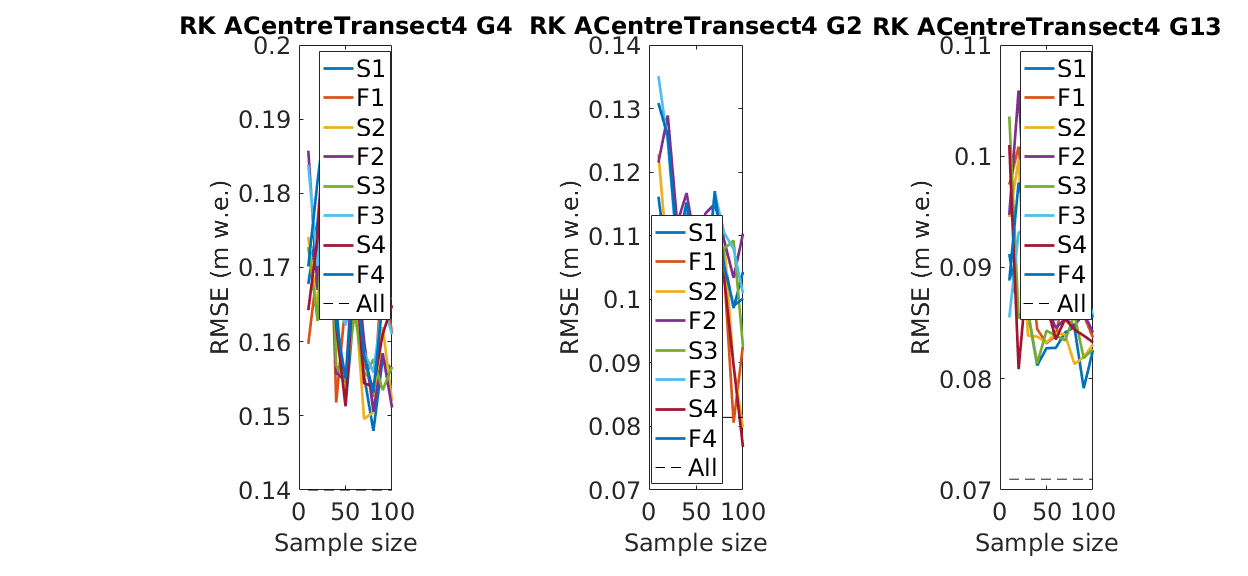 RK ACentreTransect4 G4
RMSE (m w.e.)
0.2
0.19
0.18
0.17
0.16
0.15
0.14
0 50 100
Sample size
S1
F1
S2
F2
S3
F3
S4
F4
All
RK ACentreTransect4 G2
RMSE (m w.e.)
0.14
0.13
0.12
0.11
0.1
0.09
0.08
0.07
0 50 100
Sample size
S1
F1
S2
F2
S3
F3
S4
F4
All
RK ACentreTransect4 G13
RMSE (m w.e.)
0.11
0.1
0.09
0.08
0.07
0 50 100
Sample size
S1
F1
S2
F2
S3
F3
S4
F4
All